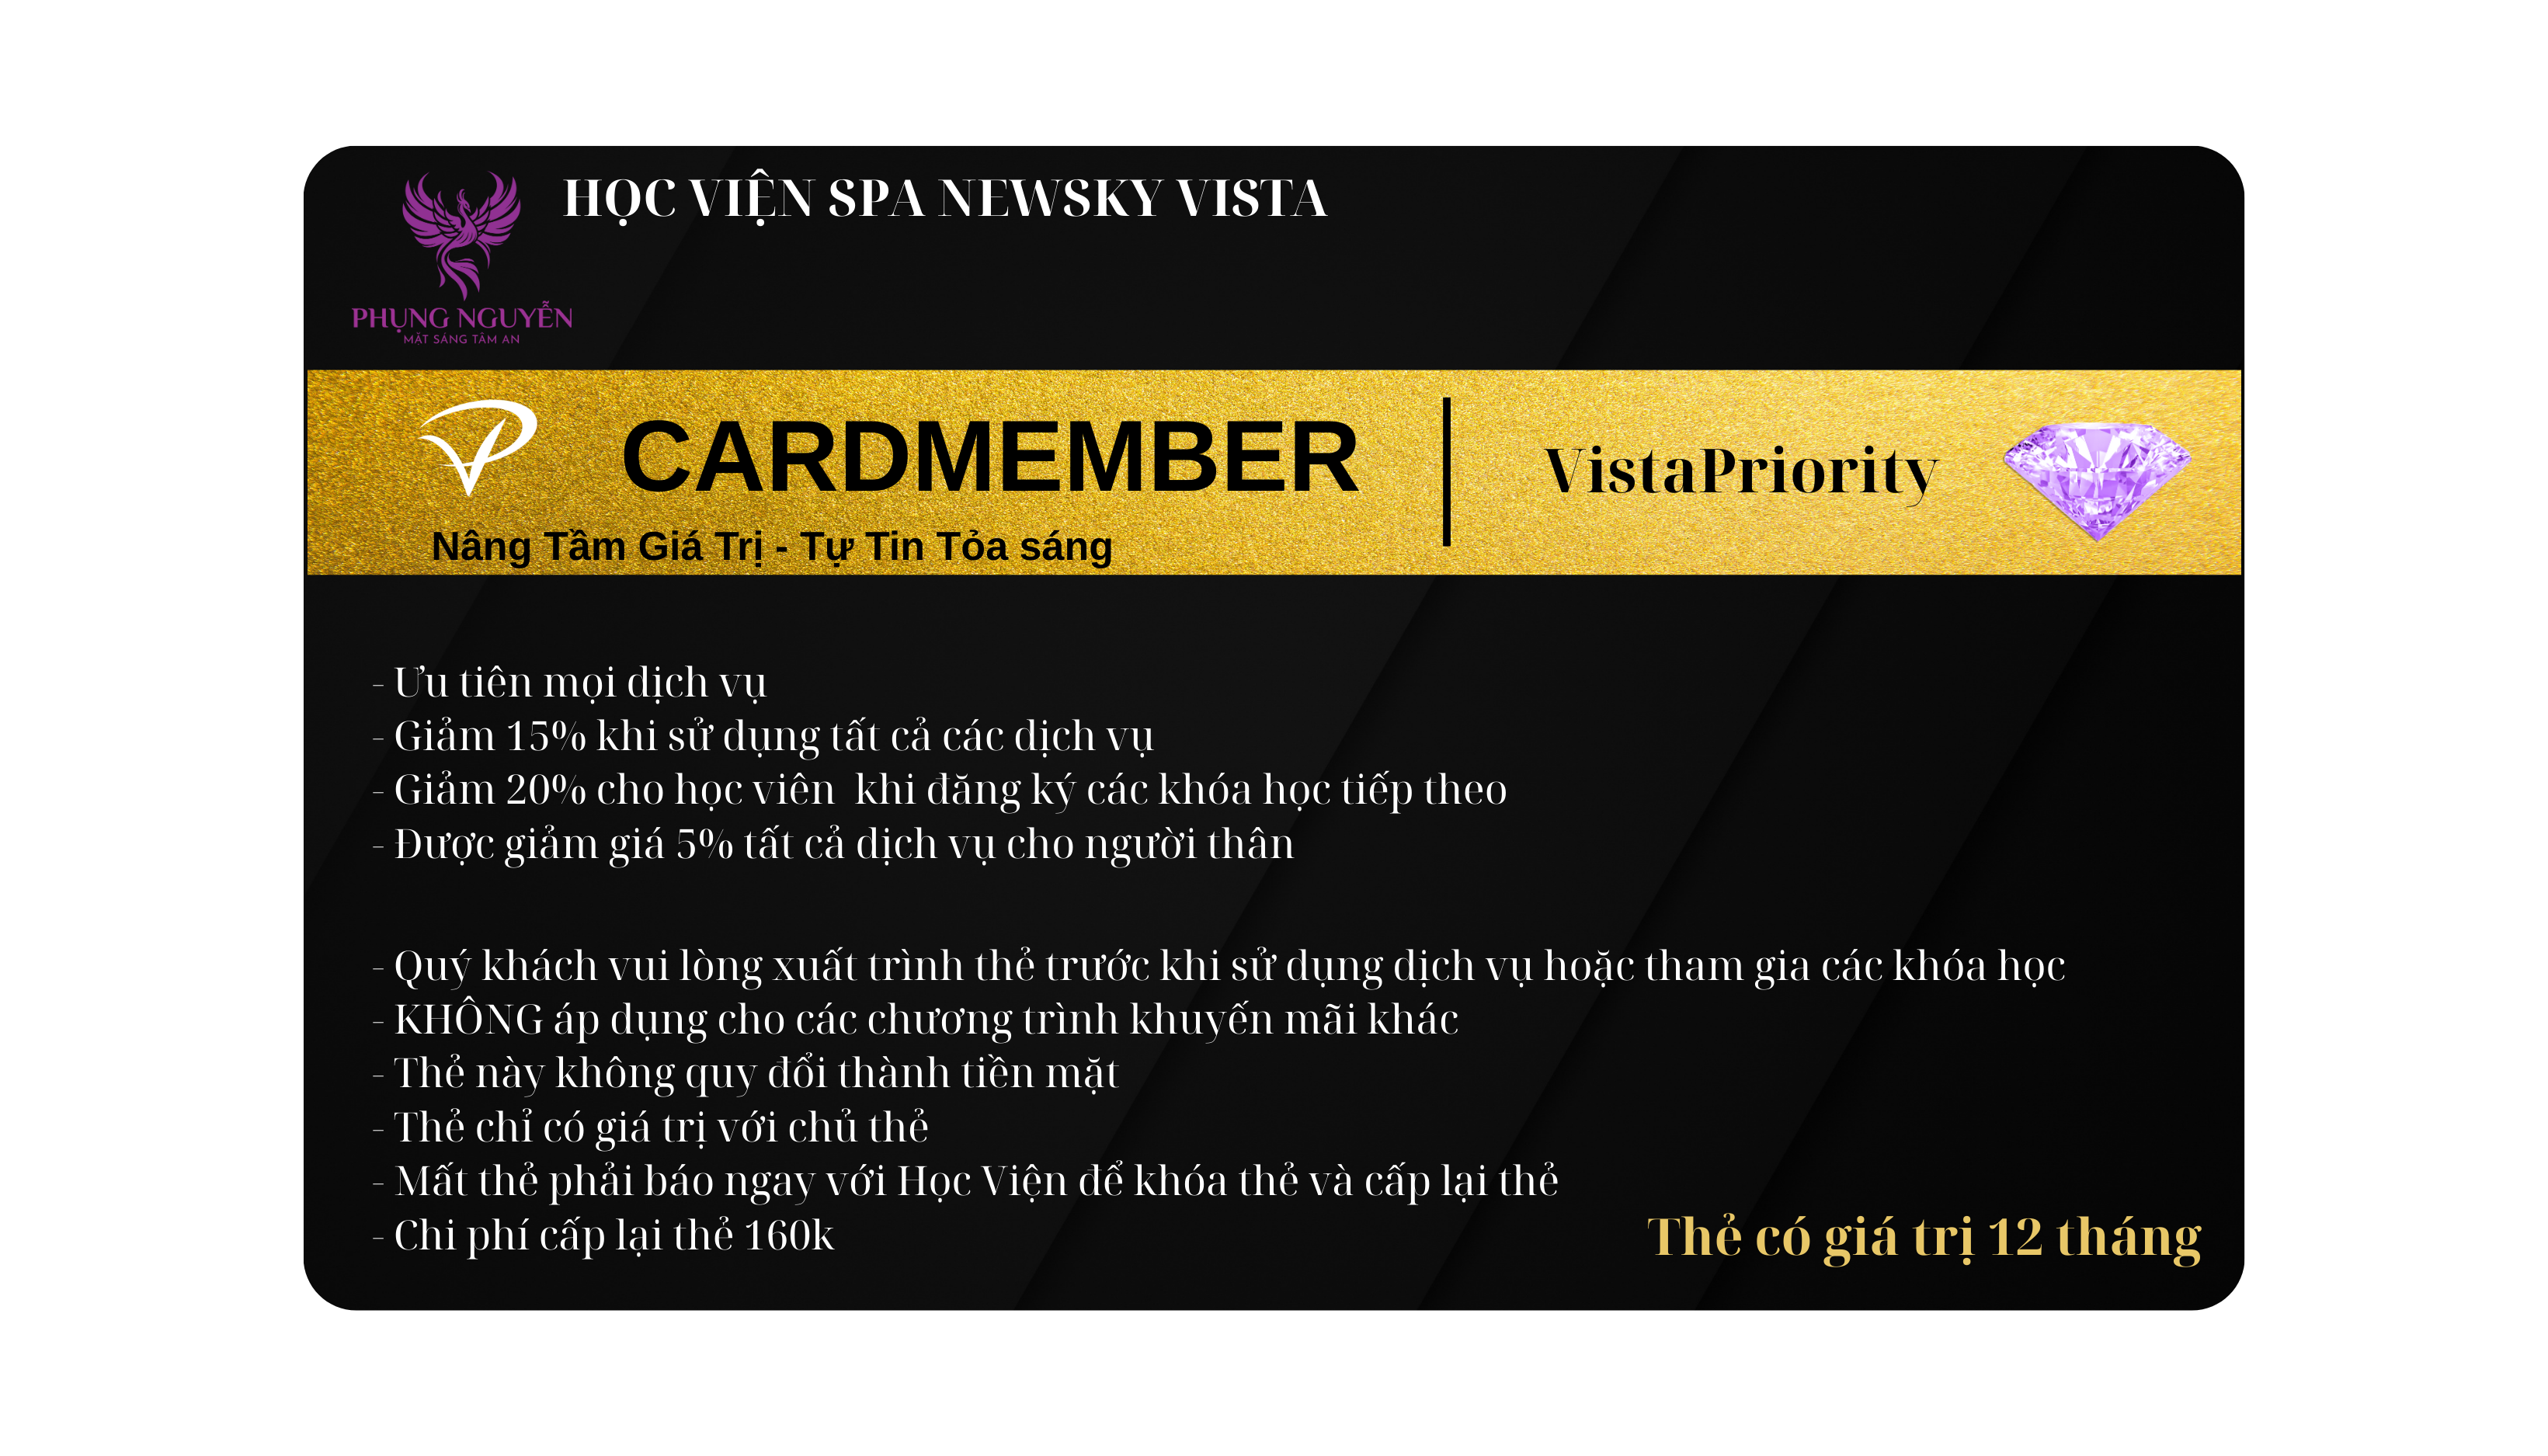 HỌC VIỆN SPA NEWSKY VISTA
PHỤNG NGUYỄN
MẶT SÁNG TÂM AN
CARDMEMBER
VistaPriority
Nâng Tầm Giá Trị - Tự Tin Tỏa sáng
- Ưu tiên mọi dịch vụ
- Giảm 15% khi sử dụng tất cả các dịch vụ
- Giảm 20% cho học viên  khi đăng ký các khóa học tiếp theo
- Được giảm giá 5% tất cả dịch vụ cho người thân
- Quý khách vui lòng xuất trình thẻ trước khi sử dụng dịch vụ hoặc tham gia các khóa học
- KHÔNG áp dụng cho các chương trình khuyến mãi khác
- Thẻ này không quy đổi thành tiền mặt
- Thẻ chỉ có giá trị với chủ thẻ
- Mất thẻ phải báo ngay với Học Viện để khóa thẻ và cấp lại thẻ
- Chi phí cấp lại thẻ 160k
Thẻ có giá trị 12 tháng